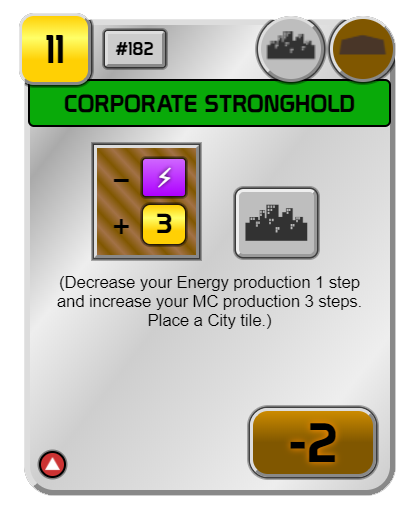 11
#182
CORPORATE STRONGHOLD
−
+ 3
(Decrease your Energy production 1 step
and increase your MC production 3 steps.
Place a City tile.)
-2